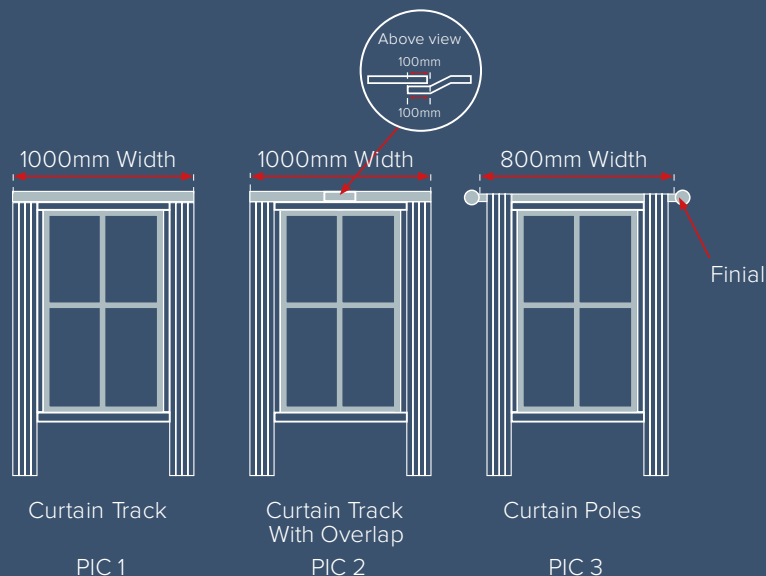 Above view
100mm
100mm
1000mm Width
1000mm Width
800mm Width
Finial
Curtain Track
Curtain Track
With Overlap
Curtain Poles
PIC 1
PIC 2
PIC 3